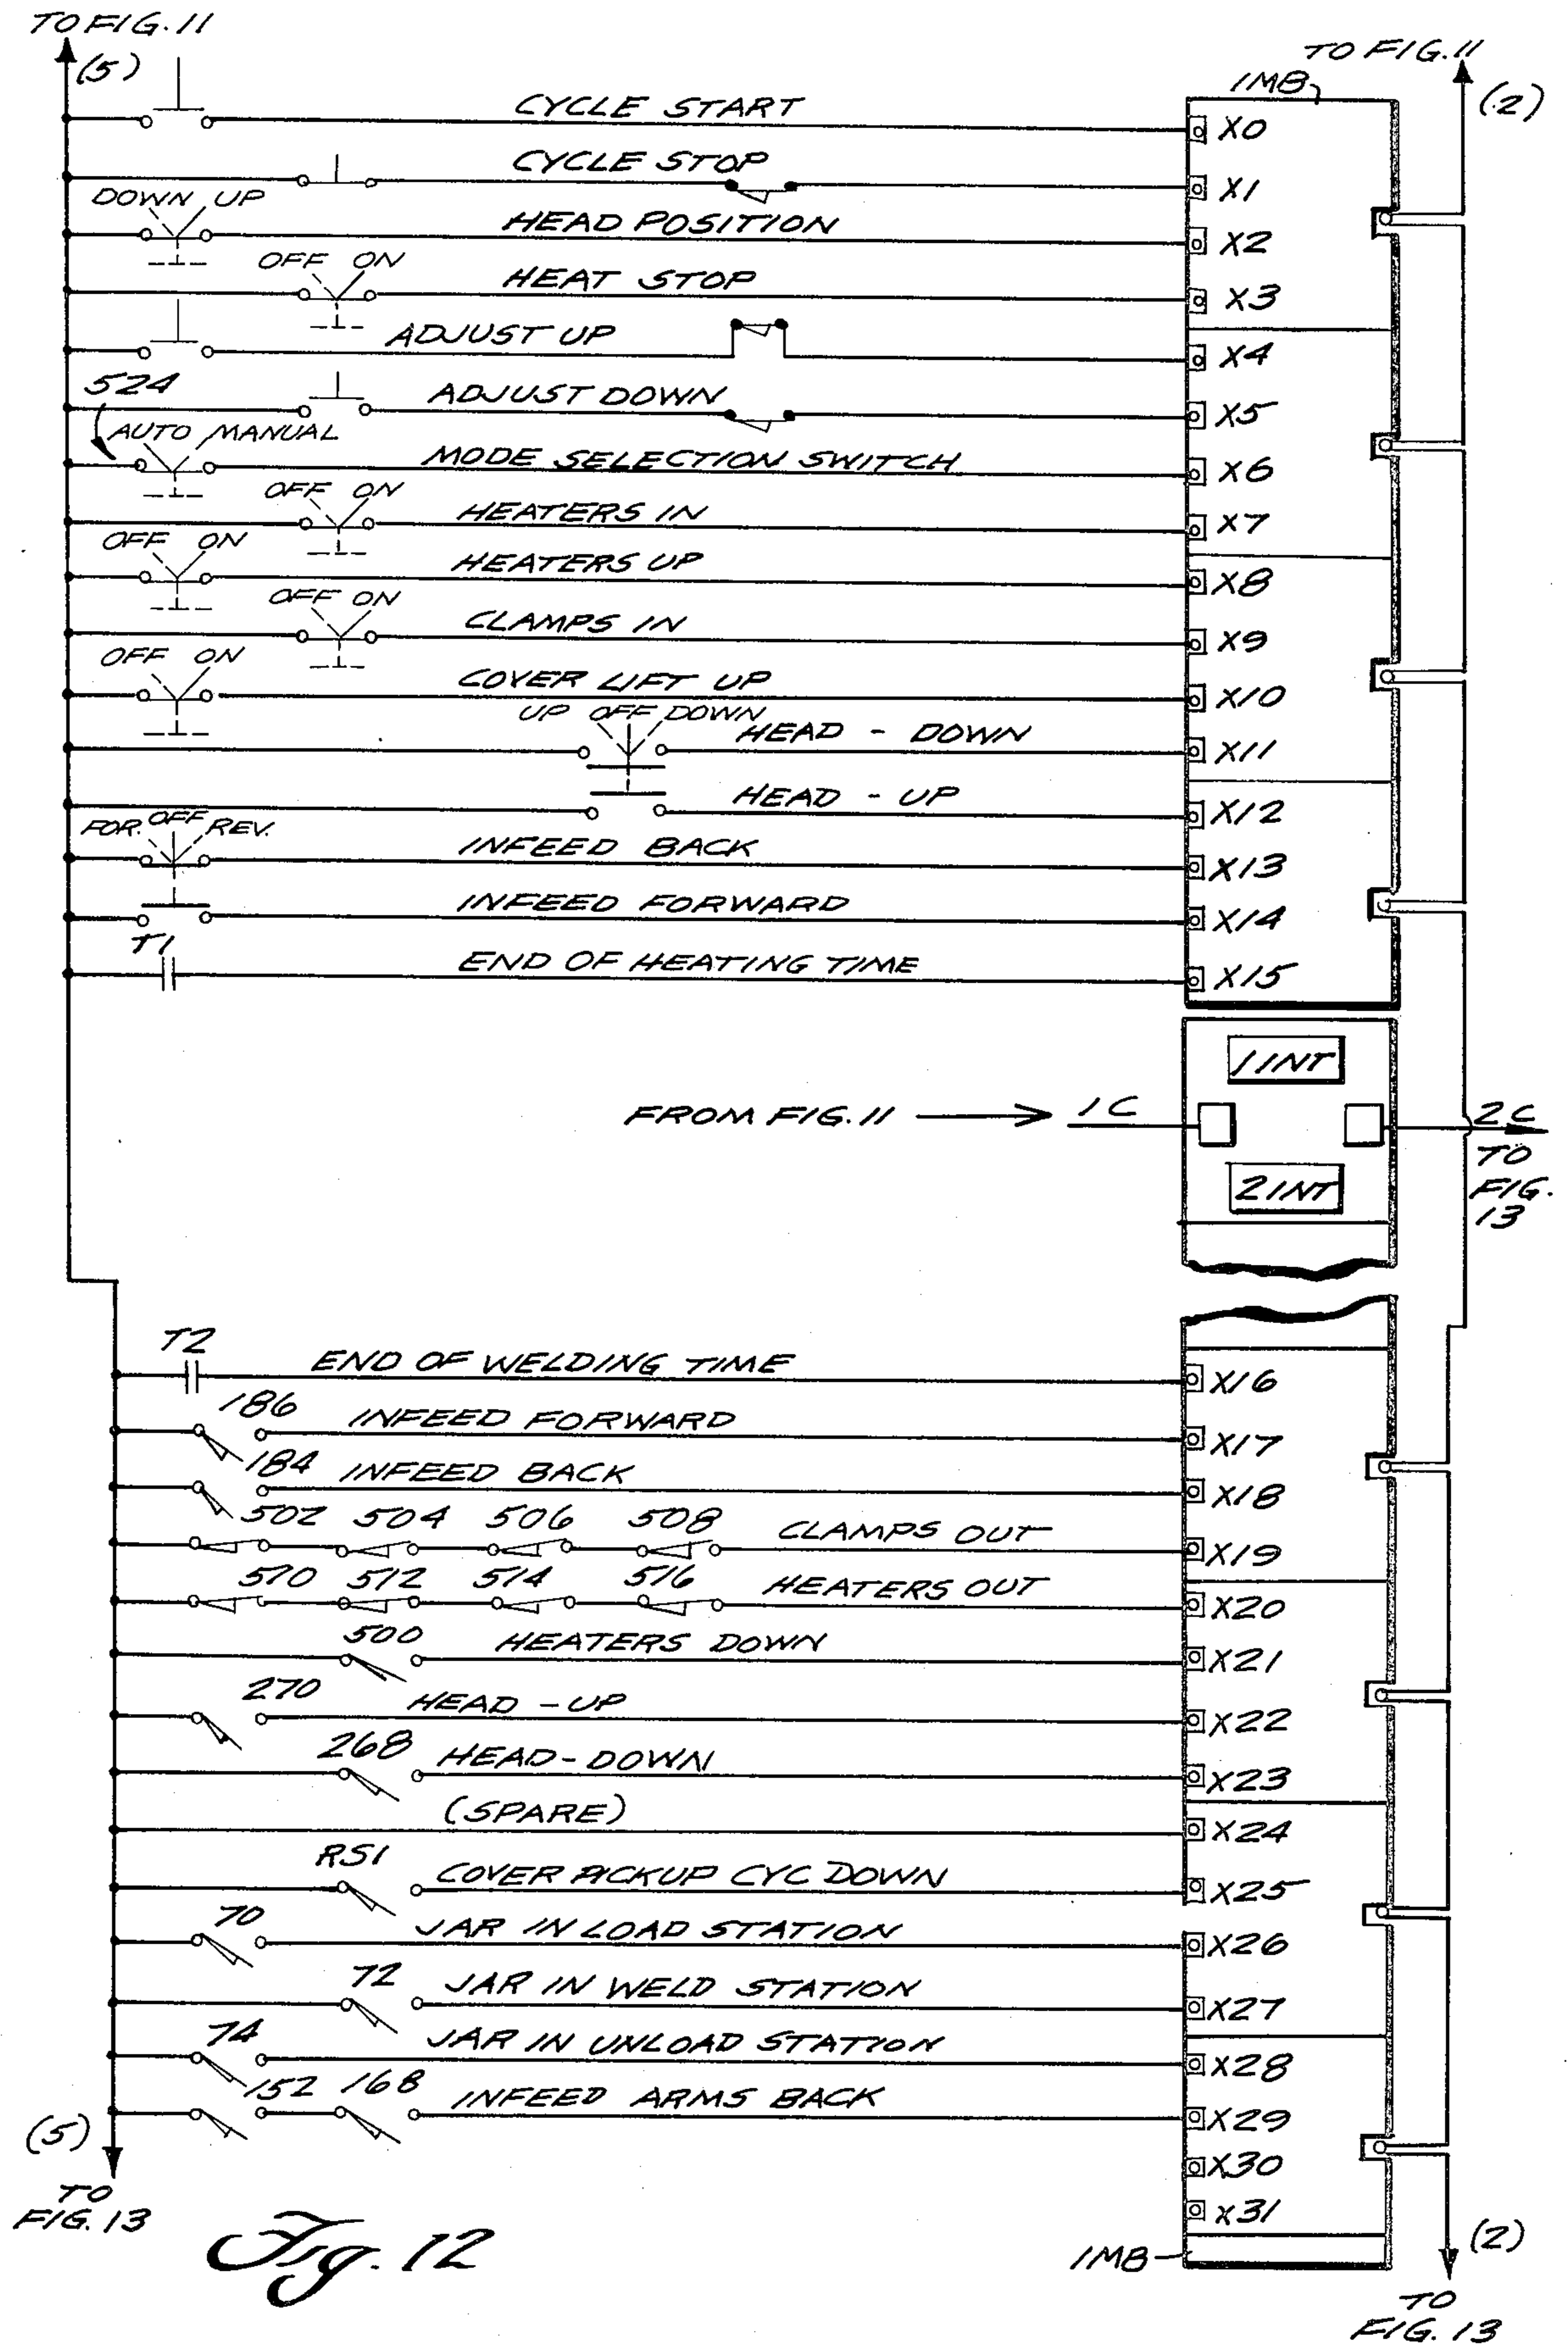 TO FIG. 11
(5)
TO FIG. 11
(2)
1MB
CYCLE START
X0
CYCLE STOP
X1
DOWN UP
HEAD POSITION
X2
OFF ON
HEAT STOP
X3
ADJUST UP
X4
524
ADJUST DOWN
X5
AUTO MANUAL
MODE SELECTION SWITCH
X6
OFF ON
HEATERS IN
X7
OFF ON
HEATERS UP
X8
OFF ON
CLAMPS IN
X9
OFF ON
COVER LIFT UP
X10
UP OFF DOWN
HEAD - DOWN
X11
HEAD - UP
X12
FOR. OFF REV.
INFEED BACK
X13
INFEED FORWARD
X14
T1
END OF HEATING TIME
X15
1INT
FROM FIG. 11
1C
2C
TO
FIG.
13
2INT
T2
END OF WELDING TIME
X16
186
INFEED FORWARD
X17
184
INFEED BACK
X18
502 504 506 508
CLAMPS OUT
X19
510 512 514 516
HEATERS OUT
X20
500
HEATERS DOWN
X21
270
HEAD - UP
X22
268
HEAD - DOWN
X23
(SPARE)
X24
RS1
COVER PICKUP CYC DOWN
X25
70
JAR IN LOAD STATION
X26
72
JAR IN WELD STATION
X27
74
JAR IN UNLOAD STATION
X28
152 168
INFEED ARMS BACK
X29
X30
X31
(5)
TO
FIG. 13
Fig. 12
1MB
(2)
TO
FIG. 13